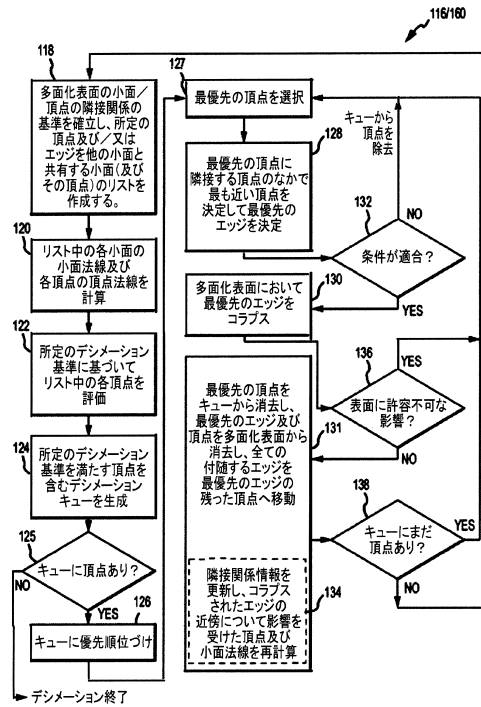 116/160
118
多面化表面の小面／
頂点の隣接関係の
基準を確立し、所定の
頂点及び/又は
エッジを他の小面と
共有する小面(及び
その頂点)のリストを
作成する。
120
リスト中の各小面の
小面法線及び
各頂点の頂点法線を
計算
122
所定のデシメーション
基準に基づいて
リスト中の各頂点を
評価
124
所定のデシメーション
基準を満たす頂点を
含むデシメーション
キューを生成
125
キューに頂点あり？
NO
YES
126
キューに優先順位づけ
デシメーション終了
127
最優先の頂点を選択
128
最優先の頂点に
隣接する頂点のなかで
最も近い頂点を
決定して最優先の
エッジを決定
キューから
頂点を
除去
132
NO
条件が適合？
YES
130
多面化表面において
最優先のエッジを
コラプス
136
YES
表面に許容不可な
影響？
NO
131
最優先の頂点を
キューから消去し、
最優先のエッジ及び
頂点を多面化表面から
消去し、全ての
付随するエッジを
最優先のエッジの
残った頂点へ移動
138
キューにまだ
頂点あり？
YES
NO
134
隣接関係情報を
更新し、コラプス
されたエッジの
近傍について影響を
受けた頂点及び
小面法線を再計算